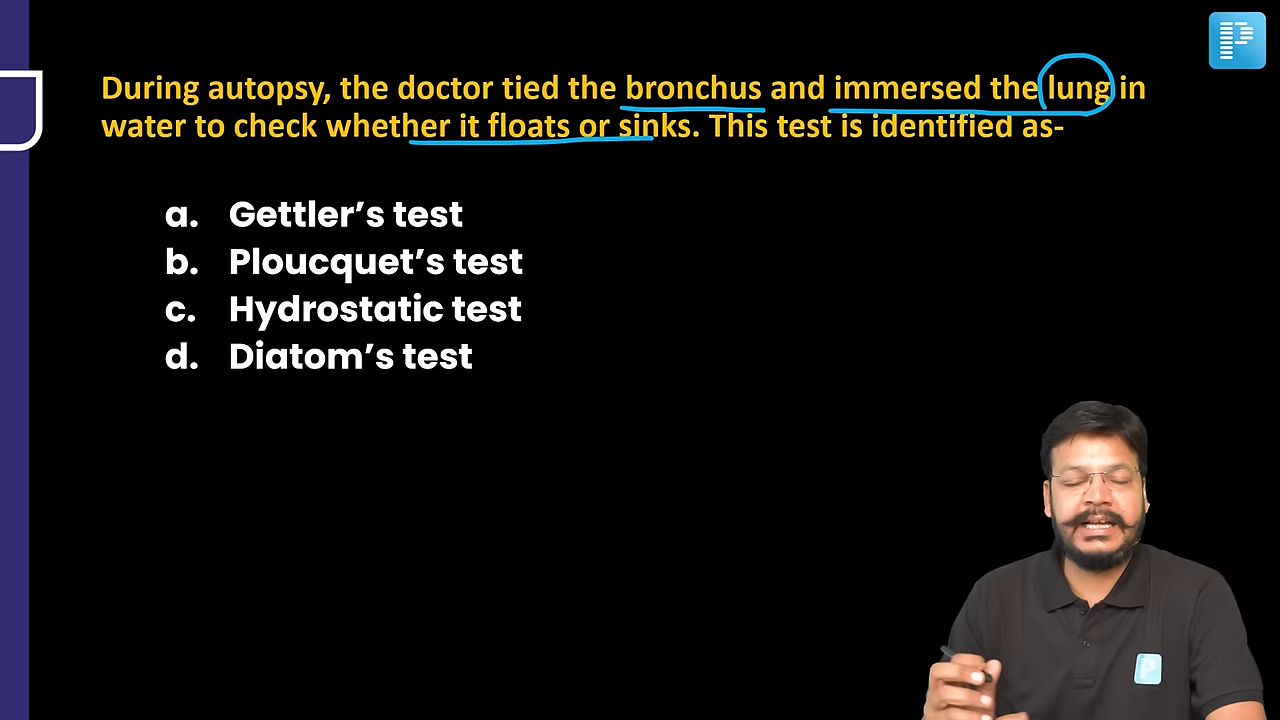 During autopsy, the doctor tied the bronchus and immersed the lung in
water to check whether it floats or sinks. This test is identified as-
a. Gettler’s test
b. Ploucquet’s test
c. Hydrostatic test
d. Diatom’s test